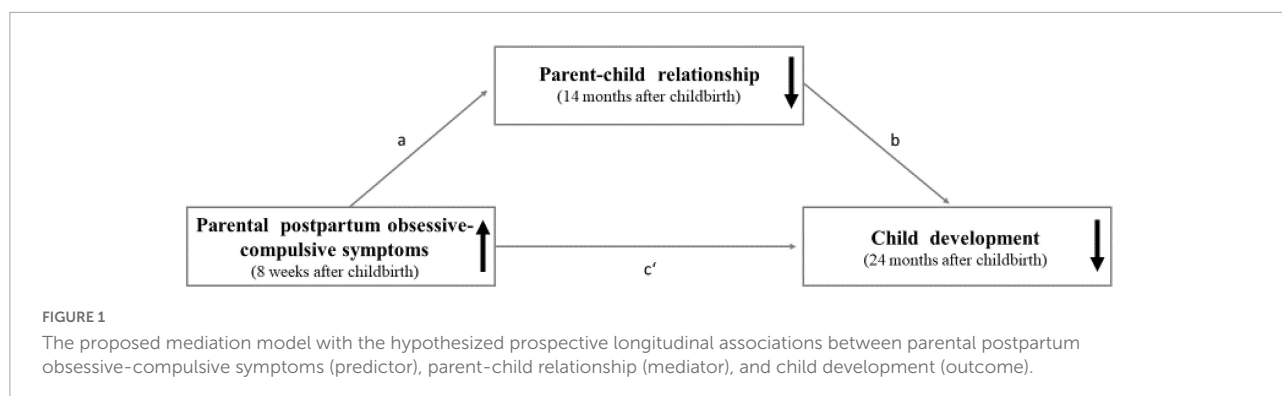 Parent-child relationship
(14 months after childbirth)
a
b
Parental postpartum obsessive-
compulsive symptoms
(8 weeks after childbirth)
Child development
(24 months after childbirth)
c‘
FIGURE 1
The proposed mediation model with the hypothesized prospective longitudinal associations between parental postpartum
obsessive-compulsive symptoms (predictor), parent-child relationship (mediator), and child development (outcome).